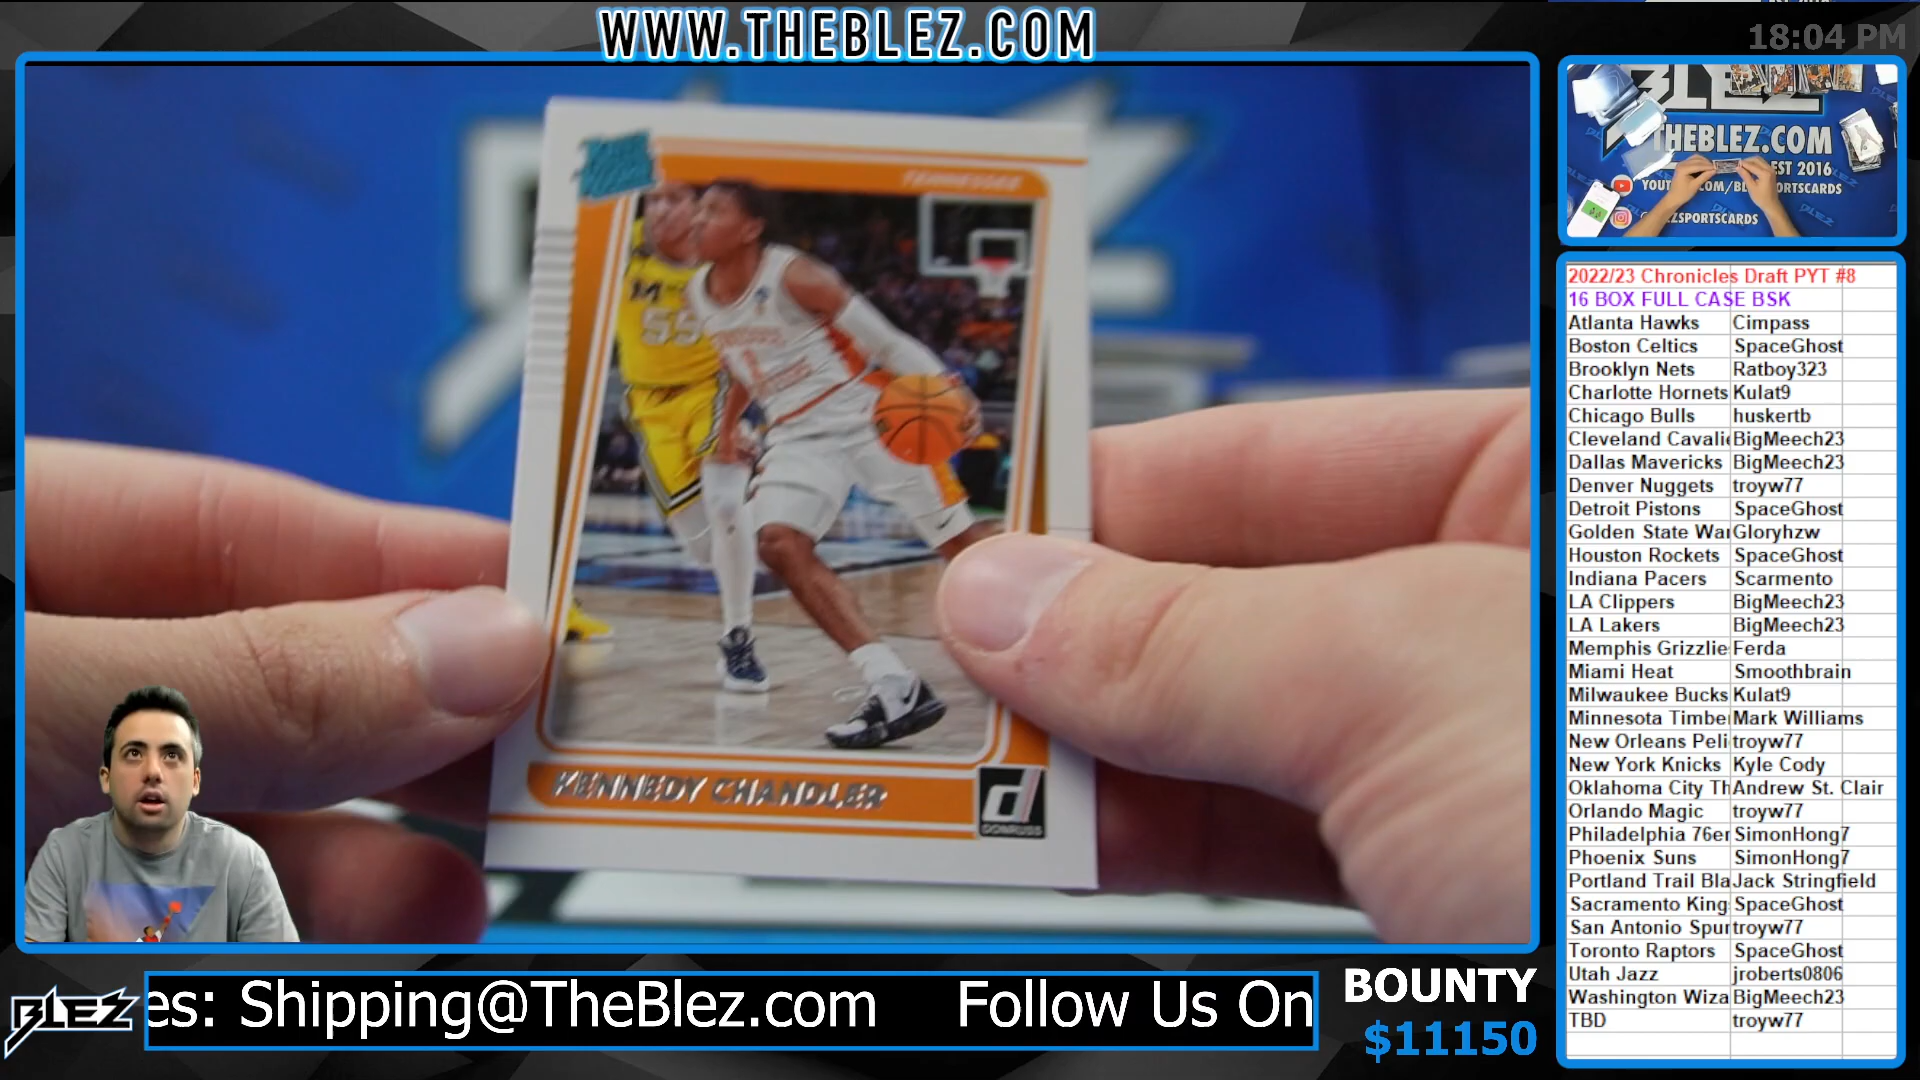 WWW.THEBLEZ.COM
18:04 PM
BLEZ
THEBLEZ.COM
EST 2016
TENNESSEE
M
55
1
KENNEDY CHANDLER
d
DONRUSS
2022/23 Chronicles Draft PYT #8
16 BOX FULL CASE BSK
Atlanta Hawks Cimpass
Boston Celtics SpaceGhost
Brooklyn Nets Ratboy323
Charlotte Hornets Kulat9
Chicago Bulls huskertb
Cleveland Cavalie BigMeech23
Dallas Mavericks BigMeech23
Denver Nuggets troyw77
Detroit Pistons SpaceGhost
Golden State War Gloryhzw
Houston Rockets SpaceGhost
Indiana Pacers Scarmento
LA Clippers BigMeech23
LA Lakers BigMeech23
Memphis Grizzlie Ferda
Miami Heat Smoothbrain
Milwaukee Bucks Kulat9
Minnesota Timbe Mark Williams
New Orleans Peli troyw77
New York Knicks Kyle Cody
Oklahoma City Th Andrew St. Clair
Orlando Magic troyw77
Philadelphia 76er SimonHong7
Phoenix Suns SimonHong7
Portland Trail Bla Jack Stringfield
Sacramento King SpaceGhost
San Antonio Spur troyw77
Toronto Raptors SpaceGhost
Utah Jazz jroberts0806
Washington Wiza BigMeech23
TBD troyw77
BLEZ
es: Shipping@TheBlez.com Follow Us On
BOUNTY
$11150